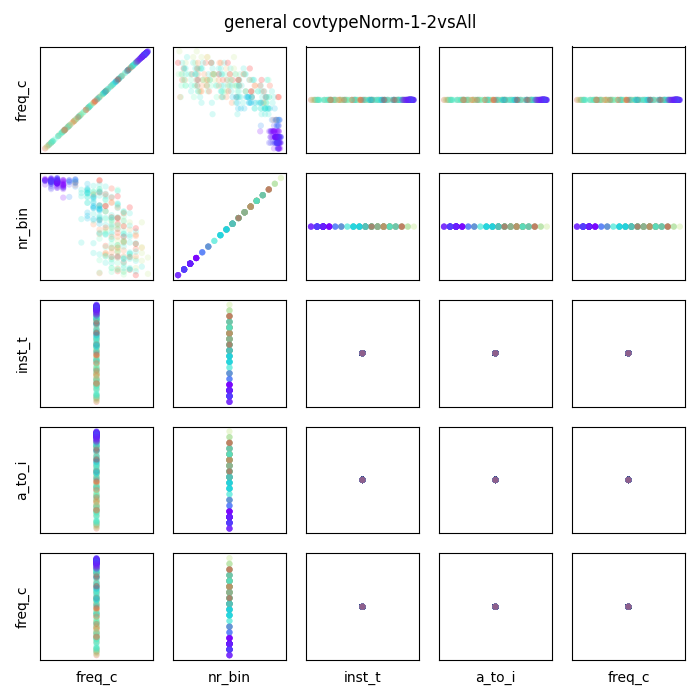 general covtypeNorm-1-2vsAll
freq_c
nr_bin
inst_t
a_to_i
freq_c
freq_c
nr_bin
inst_t
a_to_i
freq_c